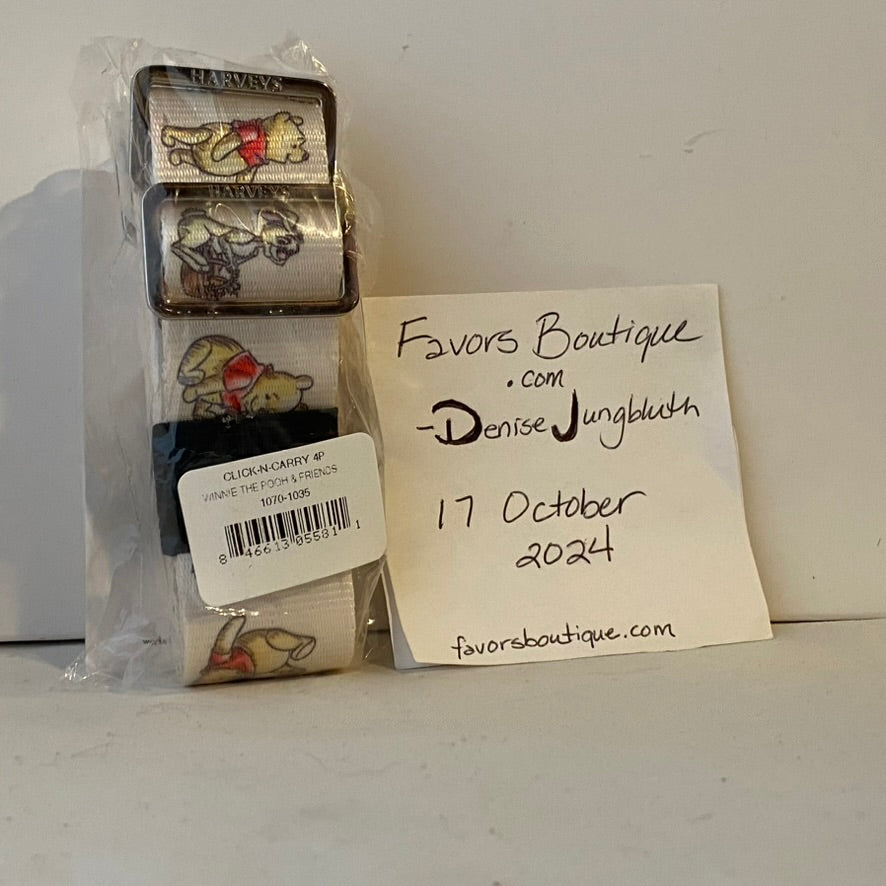 HARVEYS
HARVEYS
CLICK-N-CARRY 4P
WINNIE THE POOH & FRIENDS
1070-1035
8 46613 05581 1
Favors Boutique
.com
-Denise Jungbluth
17 October
2024
favorsboutique.com